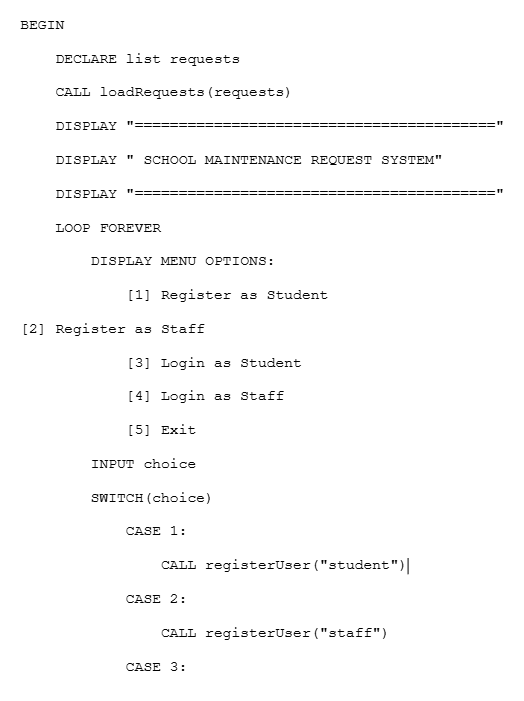 BEGIN
DECLARE list requests
CALL loadRequests(requests)
DISPLAY "========================================="
DISPLAY " SCHOOL MAINTENANCE REQUEST SYSTEM"
DISPLAY "========================================="
LOOP FOREVER
DISPLAY MENU OPTIONS:
[1] Register as Student
[2] Register as Staff
[3] Login as Student
[4] Login as Staff
[5] Exit
INPUT choice
SWITCH(choice)
CASE 1:
CALL registerUser("student")
CASE 2:
CALL registerUser("staff")
CASE 3: